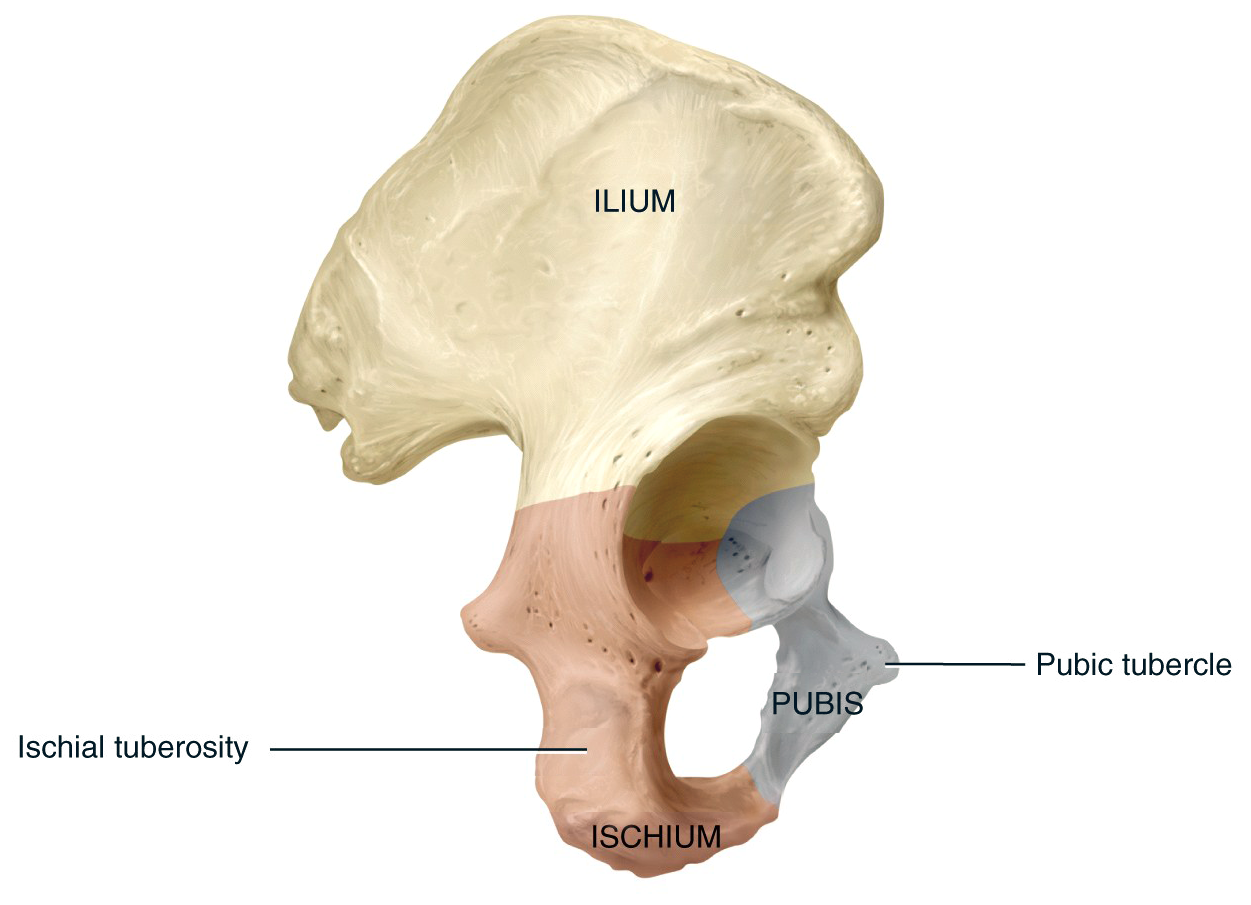 ILIUM
Pubic tubercle
PUBIS
Ischial tuberosity
ISCHIUM